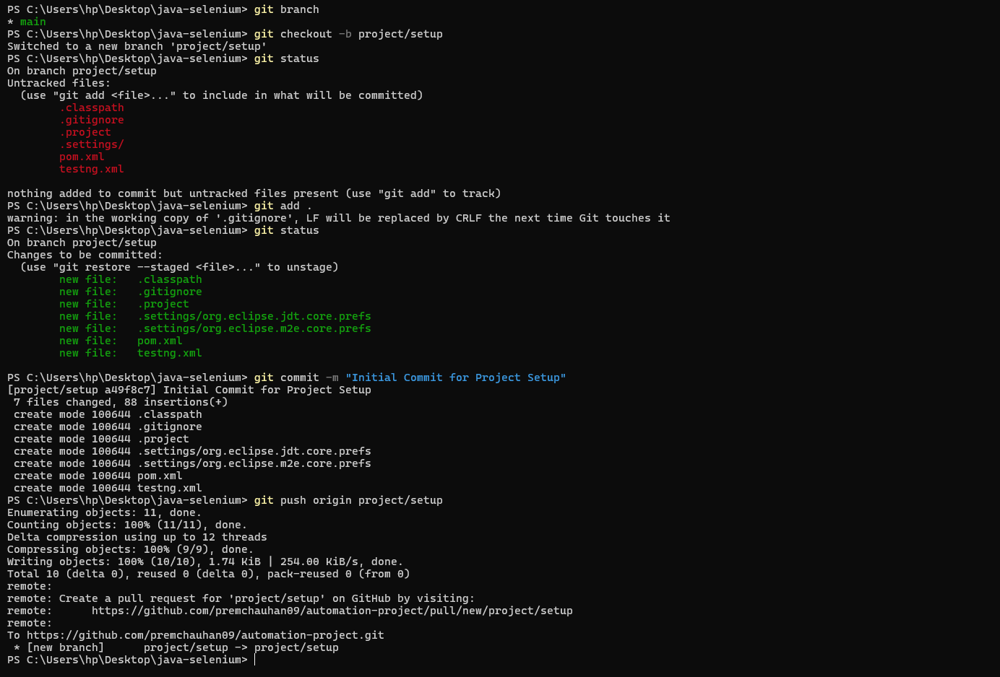 PS C:\Users\hp\Desktop\java-selenium> git branch
* main
PS C:\Users\hp\Desktop\java-selenium> git checkout -b project/setup
Switched to a new branch 'project/setup'
PS C:\Users\hp\Desktop\java-selenium> git status
On branch project/setup
Untracked files:
  (use "git add <file>..." to include in what will be committed)
        .classpath
        .gitignore
        .project
        .settings/
        pom.xml
        testng.xml

nothing added to commit but untracked files present (use "git add" to track)
PS C:\Users\hp\Desktop\java-selenium> git add .
warning: in the working copy of '.gitignore', LF will be replaced by CRLF the next time Git touches it
PS C:\Users\hp\Desktop\java-selenium> git status
On branch project/setup
Changes to be committed:
  (use "git restore --staged <file>..." to unstage)
        new file:   .classpath
        new file:   .gitignore
        new file:   .project
        new file:   .settings/org.eclipse.jdt.core.prefs
        new file:   .settings/org.eclipse.m2e.core.prefs
        new file:   pom.xml
        new file:   testng.xml

PS C:\Users\hp\Desktop\java-selenium> git commit -m "Initial Commit for Project Setup"
[project/setup a49f8c7] Initial Commit for Project Setup
 7 files changed, 88 insertions(+)
 create mode 100644 .classpath
 create mode 100644 .gitignore
 create mode 100644 .project
 create mode 100644 .settings/org.eclipse.jdt.core.prefs
 create mode 100644 .settings/org.eclipse.m2e.core.prefs
 create mode 100644 pom.xml
 create mode 100644 testng.xml
PS C:\Users\hp\Desktop\java-selenium> git push origin project/setup
Enumerating objects: 11, done.
Counting objects: 100% (11/11), done.
Delta compression using up to 12 threads
Compressing objects: 100% (9/9), done.
Writing objects: 100% (10/10), 1.74 KiB | 254.00 KiB/s, done.
Total 10 (delta 0), reused 0 (delta 0), pack-reused 0 (from 0)
remote:
remote: Create a pull request for 'project/setup' on GitHub by visiting:
remote:      https://github.com/premchauhan09/automation-project/pull/new/project/setup
remote:
To https://github.com/premchauhan09/automation-project.git
 * [new branch]      project/setup -> project/setup
PS C:\Users\hp\Desktop\java-selenium>